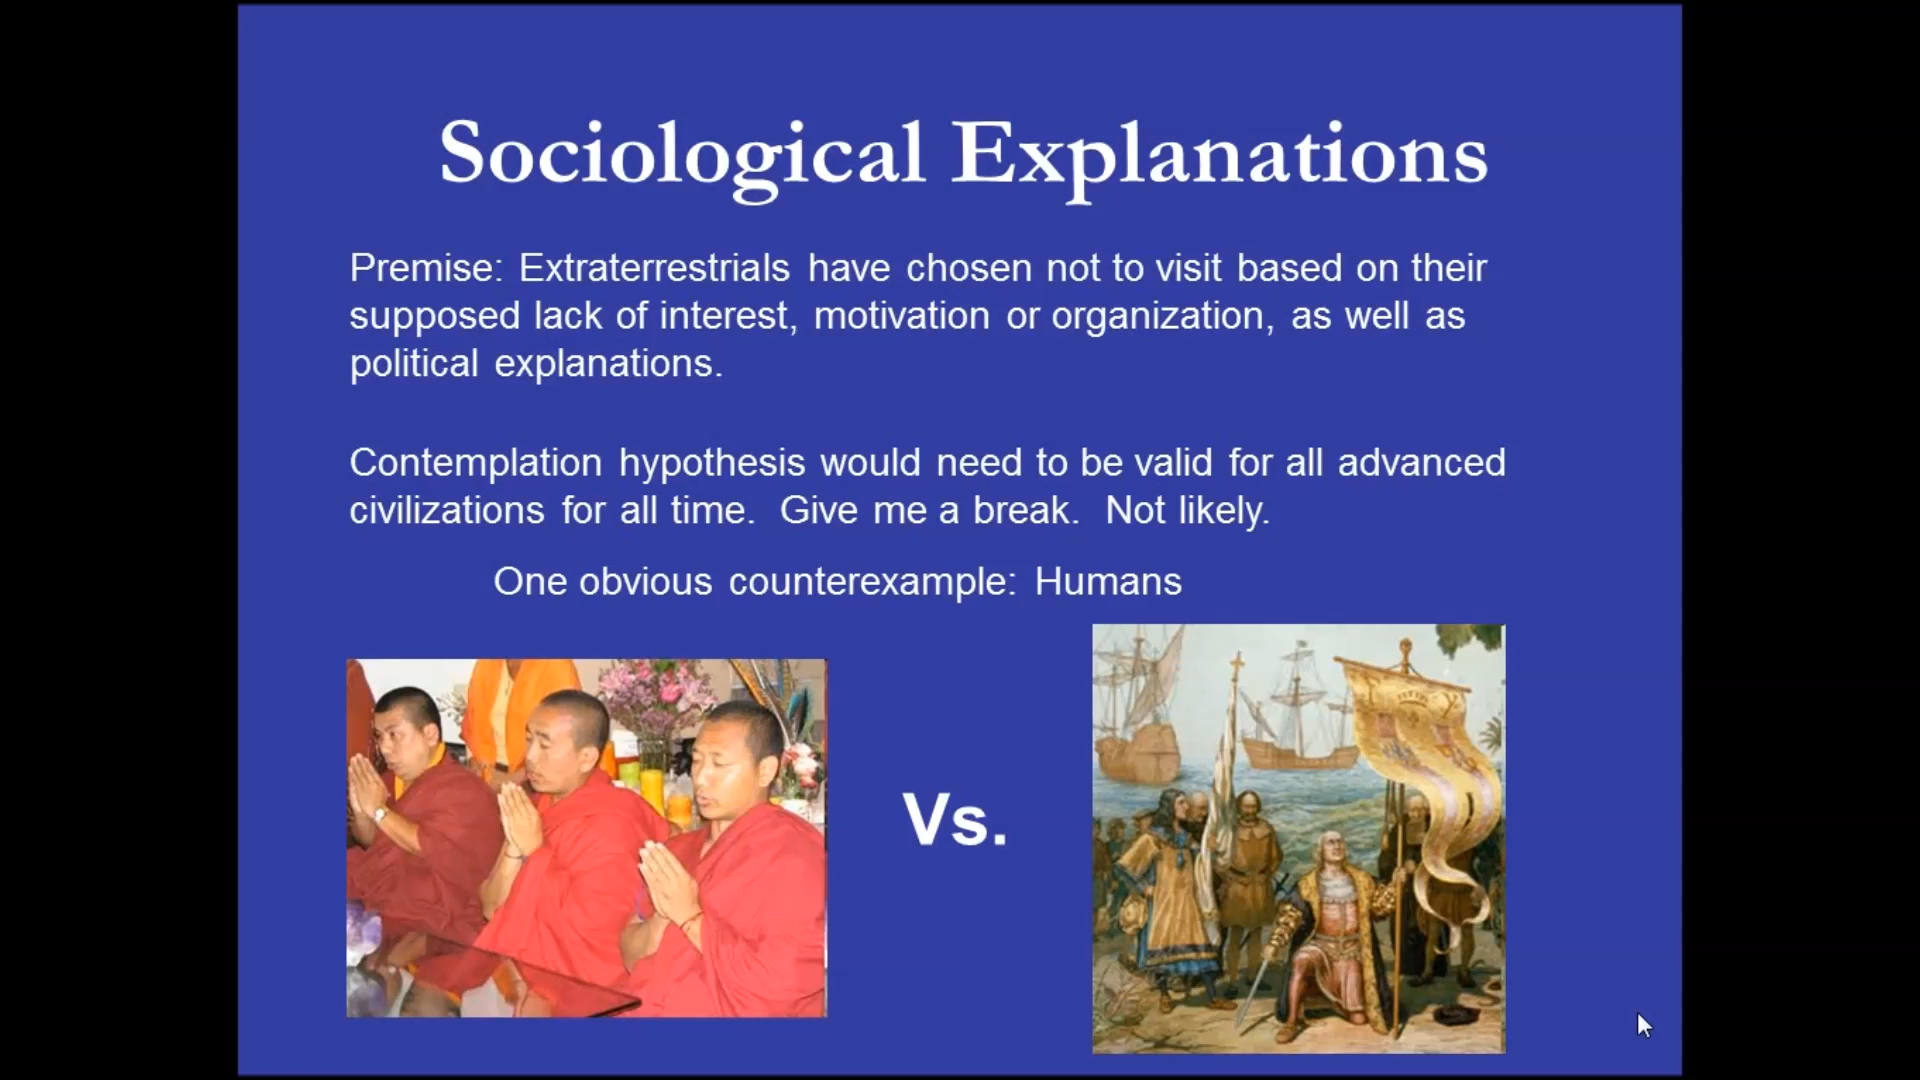 Sociological Explanations
Premise: Extraterrestrials have chosen not to visit based on their
supposed lack of interest, motivation or organization, as well as
political explanations.
Contemplation hypothesis would need to be valid for all advanced
civilizations for all time. Give me a break. Not likely.
One obvious counterexample: Humans
Vs.